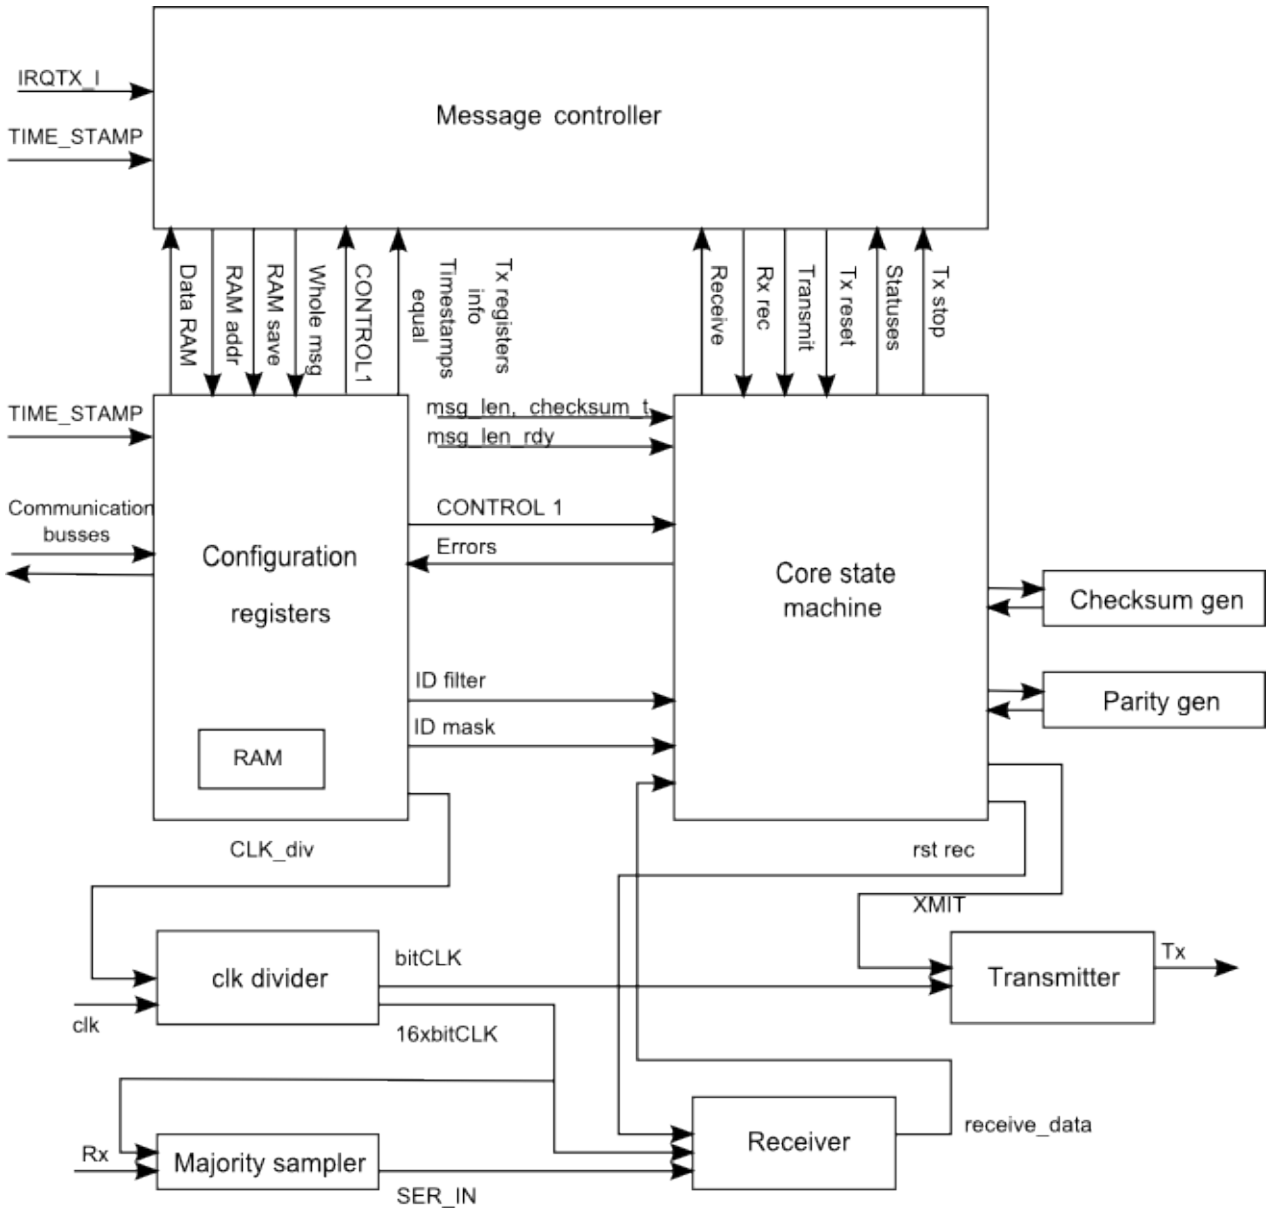 Message controller
IRQTX_I
TIME_STAMP
Data RAM
RAM addr
RAM save
Whole msg
CONTROL1
Timestamps
equal
Tx registers
info
Receive
Rx rec
Transmit
Tx reset
Statuses
Tx stop
TIME_STAMP
msg_len, checksum_t
msg_len_rdy
Communication
busses
CONTROL 1
Errors
Configuration
registers
Core state
machine
Checksum gen
ID filter
Parity gen
ID mask
RAM
CLK_div
rst rec
XMIT
bitCLK
Tx
clk divider
Transmitter
clk
16xbitCLK
receive_data
Receiver
Rx
Majority sampler
SER_IN